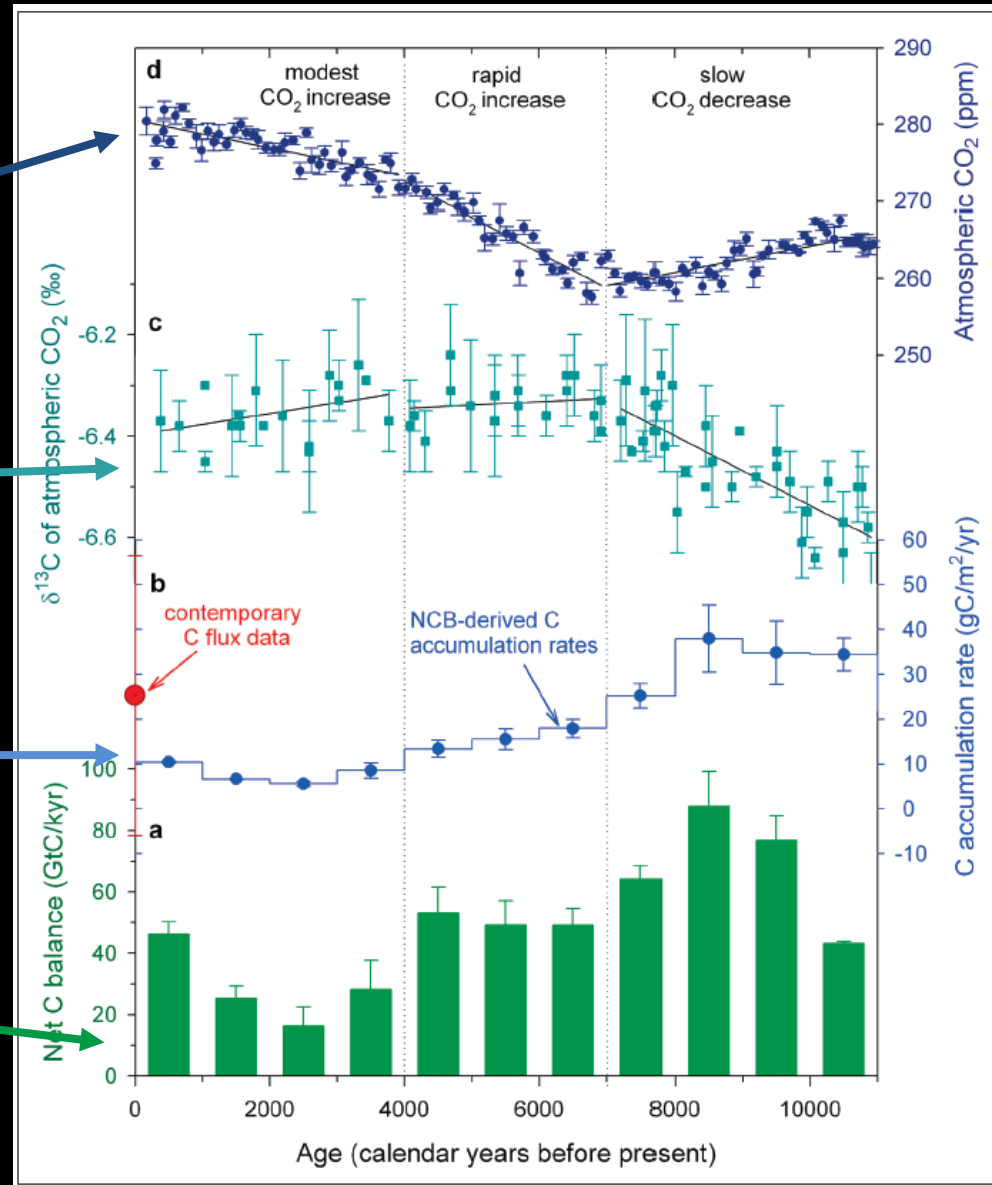 d
modest
CO₂ increase
rapid
CO₂ increase
slow
CO₂ decrease
290
280
270
260
250
Atmospheric CO₂ (ppm)
c
δ¹³C of atmospheric CO₂ (‰)
-6.2
-6.4
-6.6
b
contemporary
C flux data
NCB-derived C
accumulation rates
60
50
40
30
20
10
0
-10
C accumulation rate (gC/m²/yr)
a
Net C balance (GtC/kyr)
100
80
60
40
20
0
0
2000
4000
6000
8000
10000
Age (calendar years before present)